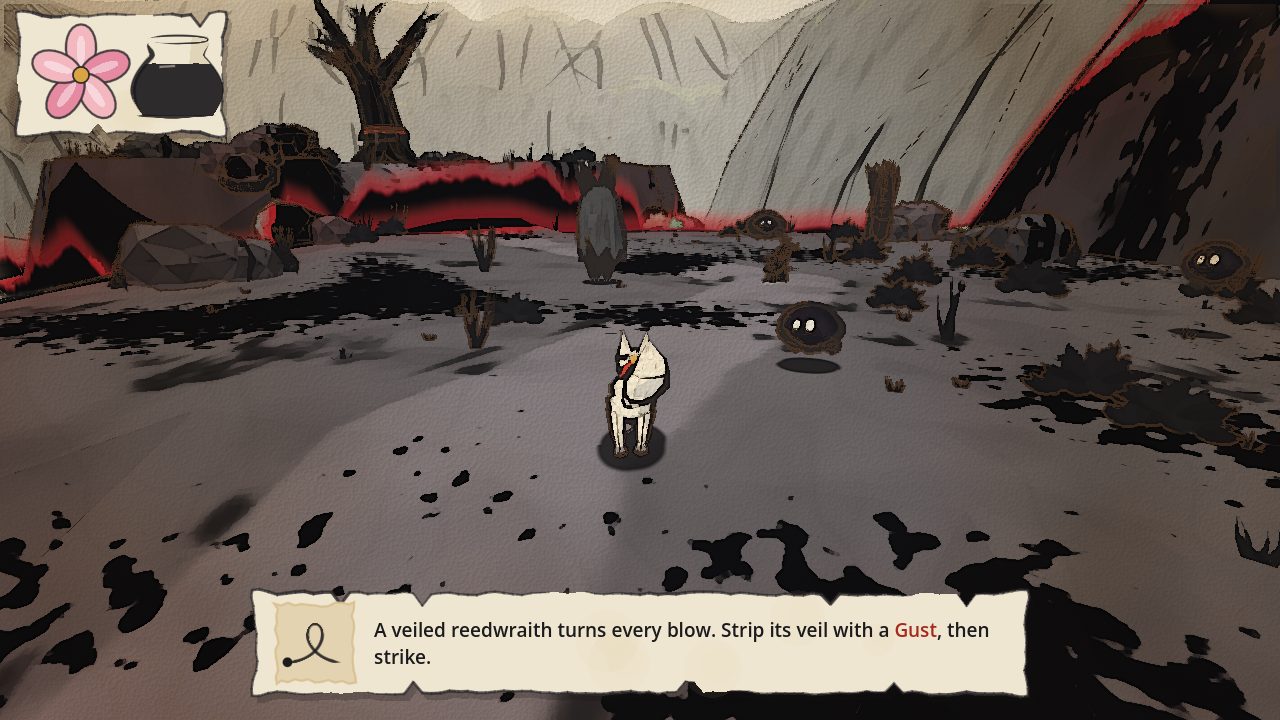 A veiled reedwraith turns every blow. Strip its veil with a Gust, then
strike.